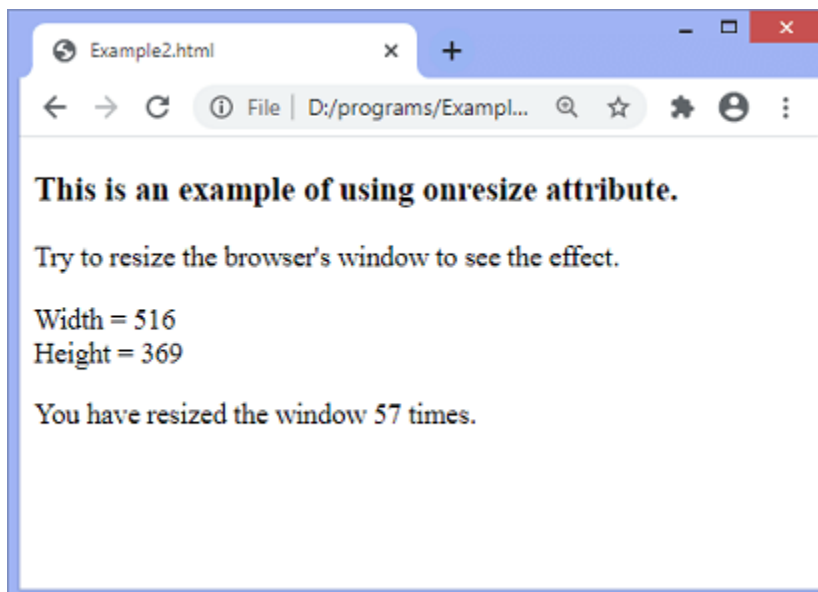 Example2.html
File | D:/programs/Exampl...
This is an example of using onresize attribute.
Try to resize the browser's window to see the effect.
Width = 516
Height = 369
You have resized the window 57 times.